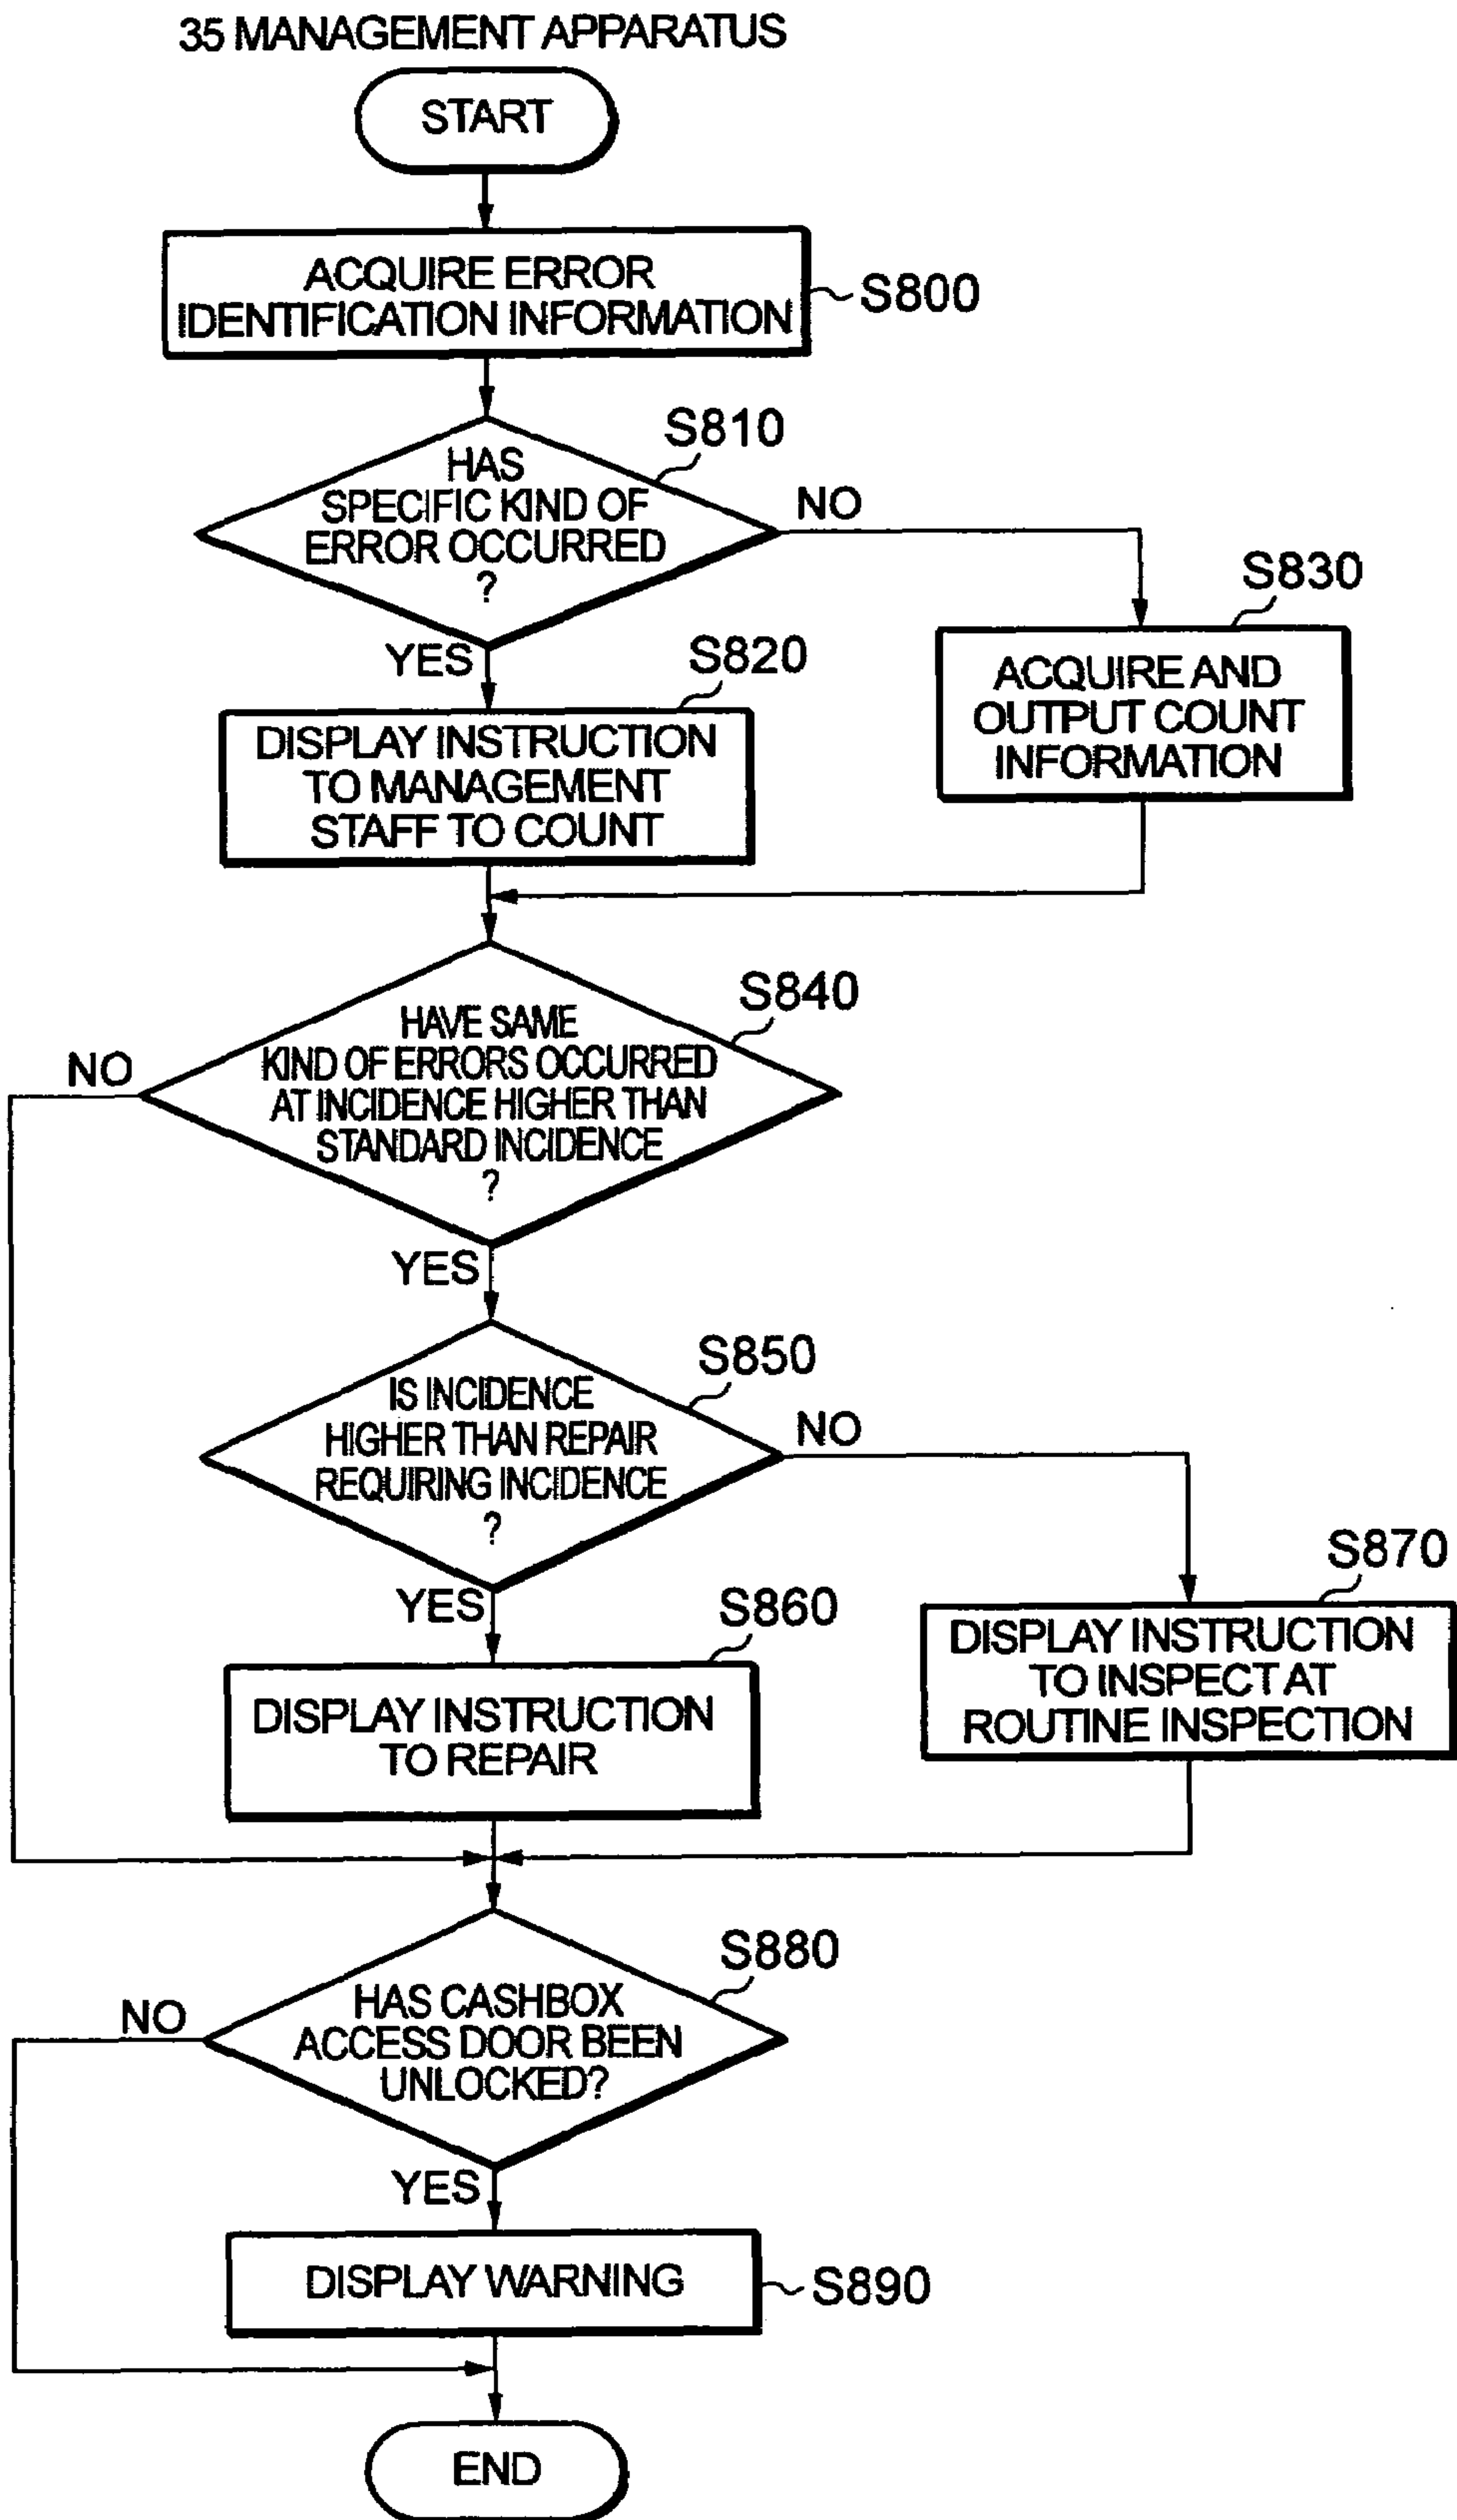 35 MANAGEMENT APPARATUS
START
ACQUIRE ERROR
IDENTIFICATION INFORMATION
S800
S810
HAS
SPECIFIC KIND OF
ERROR OCCURRED
?
NO
YES
S830
ACQUIRE AND
OUTPUT COUNT
INFORMATION
S820
DISPLAY INSTRUCTION
TO MANAGEMENT
STAFF TO COUNT
S840
HAVE SAME
KIND OF ERRORS OCCURRED
AT INCIDENCE HIGHER THAN
STANDARD INCIDENCE
?
NO
YES
S850
IS INCIDENCE
HIGHER THAN REPAIR
REQUIRING INCIDENCE
?
NO
YES
S870
DISPLAY INSTRUCTION
TO INSPECT AT
ROUTINE INSPECTION
S860
DISPLAY INSTRUCTION
TO REPAIR
S880
HAS CASHBOX
ACCESS DOOR BEEN
UNLOCKED?
NO
YES
DISPLAY WARNING
S890
END